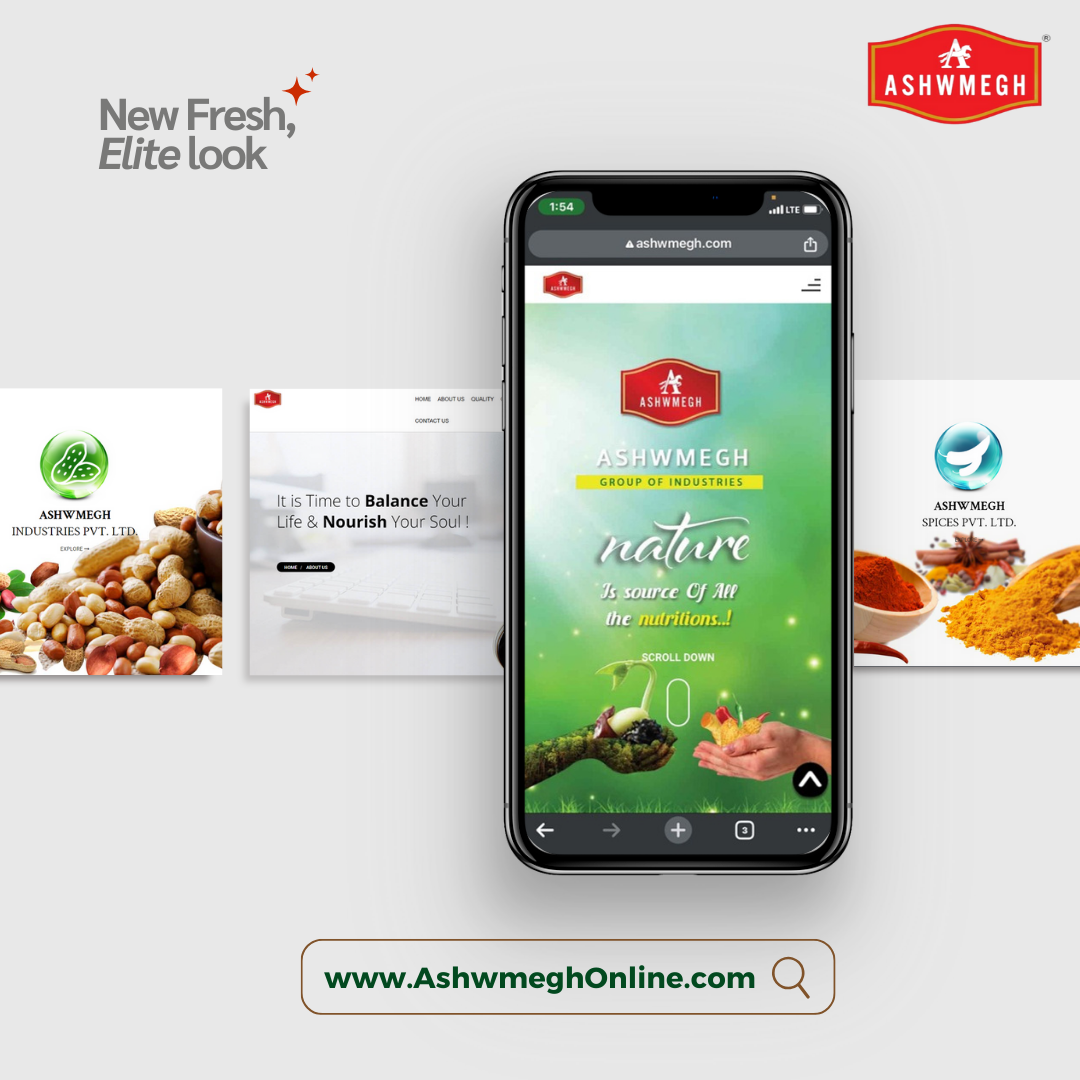 New Fresh,
Elite look
ASHWMEGH
®
1:54
LTE
ashwmegh.com
ASHWMEGH
ASHWMEGH
ASHWMEGH
GROUP OF INDUSTRIES
nature
Is source Of All
the nutritions..!
SCROLL DOWN
3
ASHWMEGH
INDUSTRIES PVT. LTD.
EXPLORE
ASHWMEGH
HOME ABOUT US QUALITY
CONTACT US
It is Time to Balance Your
Life & Nourish Your Soul !
HOME / ABOUT US
ASHWMEGH
SPICES PVT. LTD.
www.AshwmeghOnline.com